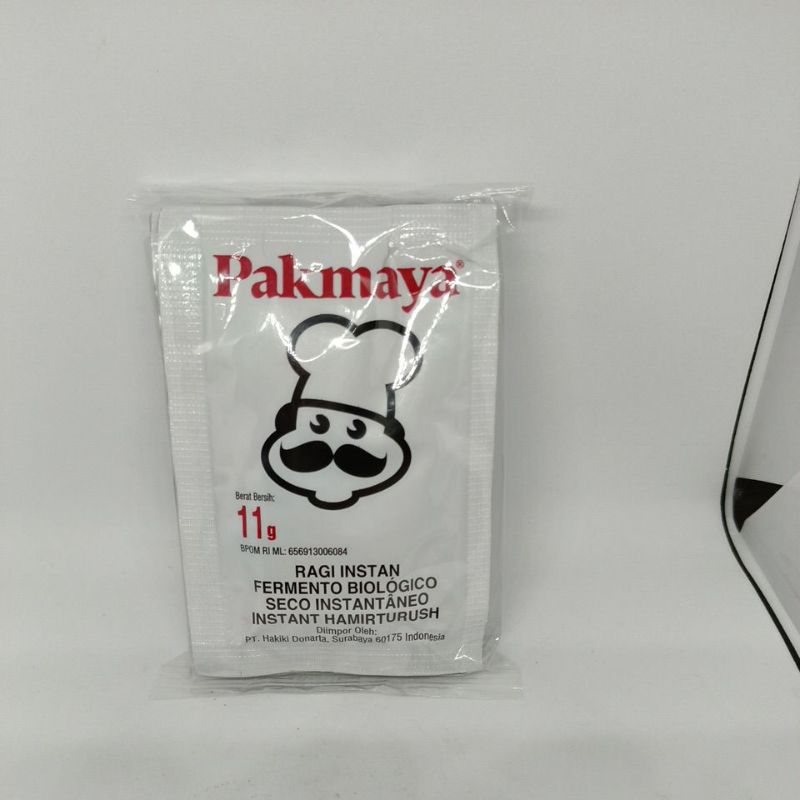 Pakmaya®
Berat Bersih:
11g
BPOM RI ML: 656913006084
RAGI INSTAN
FERMENTO BIOLÓGICO
SECO INSTANTÂNEO
INSTANT HAMIRTURUSH
Diimpor Oleh:
PT. Hakiki Donarta, Surabaya 60175 Indonesia